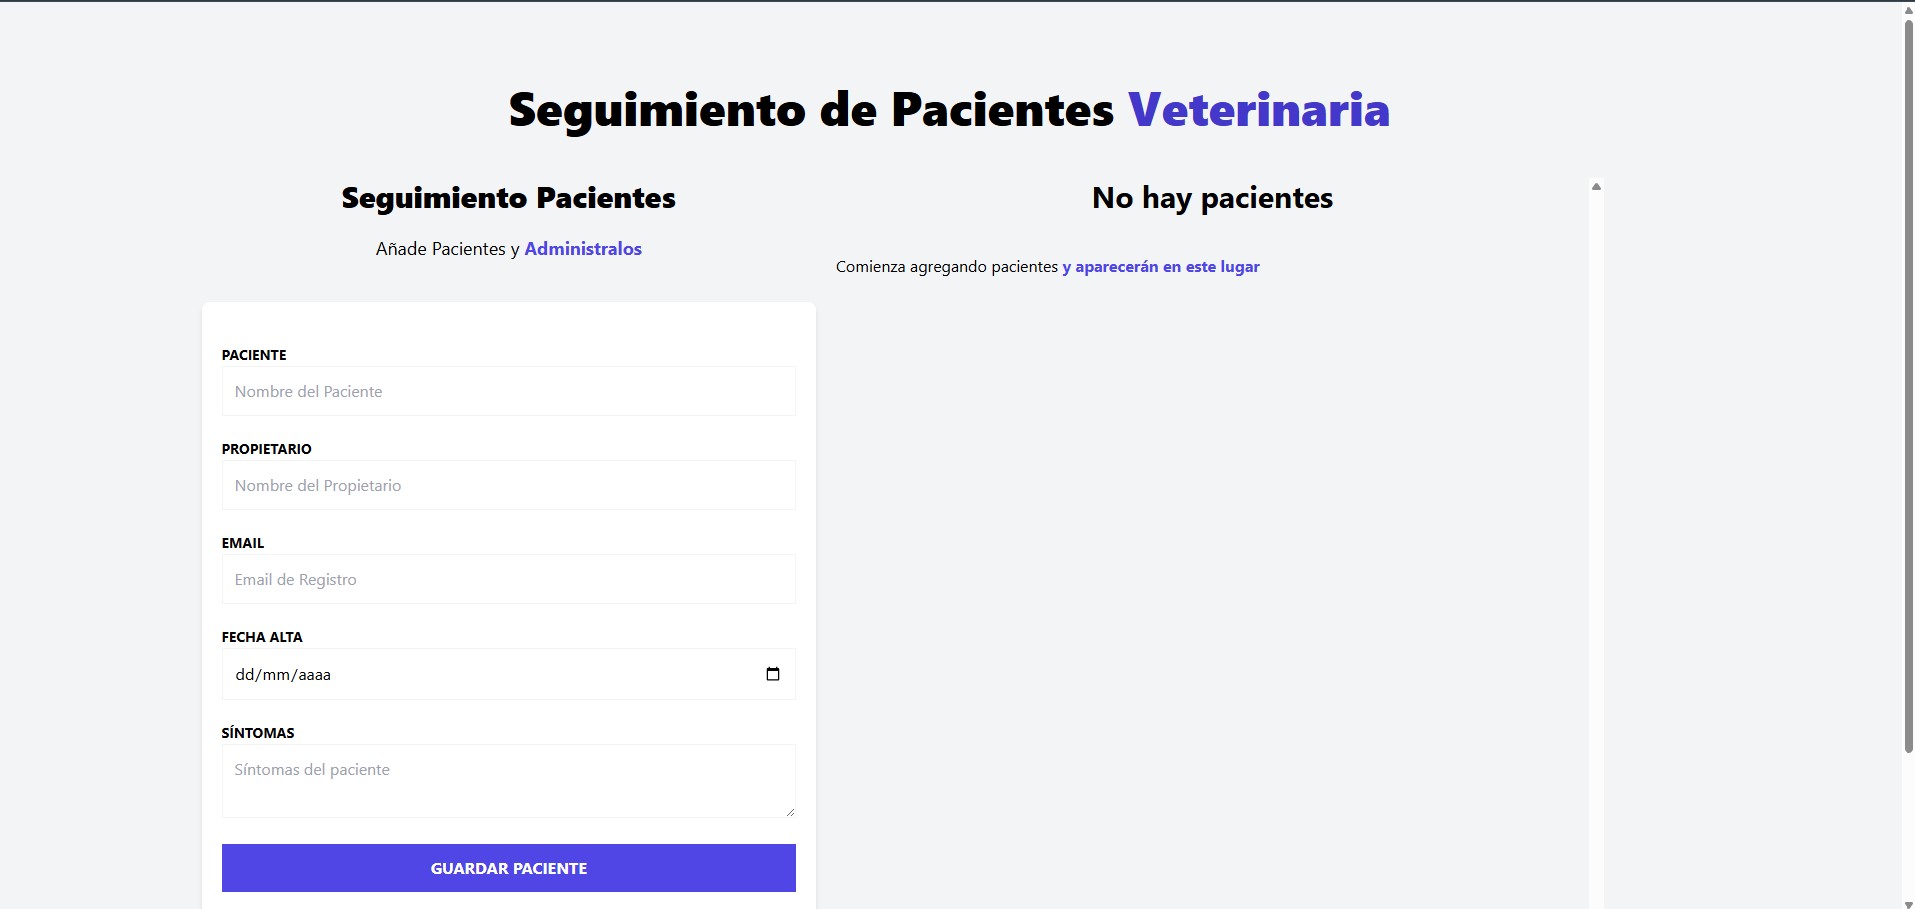 Seguimiento de Pacientes Veterinaria
Seguimiento Pacientes
Añade Pacientes y Administralos
PACIENTE
Nombre del Paciente
PROPIETARIO
Nombre del Propietario
EMAIL
Email de Registro
FECHA ALTA
dd/mm/aaaa
SÍNTOMAS
Síntomas del paciente
GUARDAR PACIENTE
No hay pacientes
Comienza agregando pacientes y aparecerán en este lugar